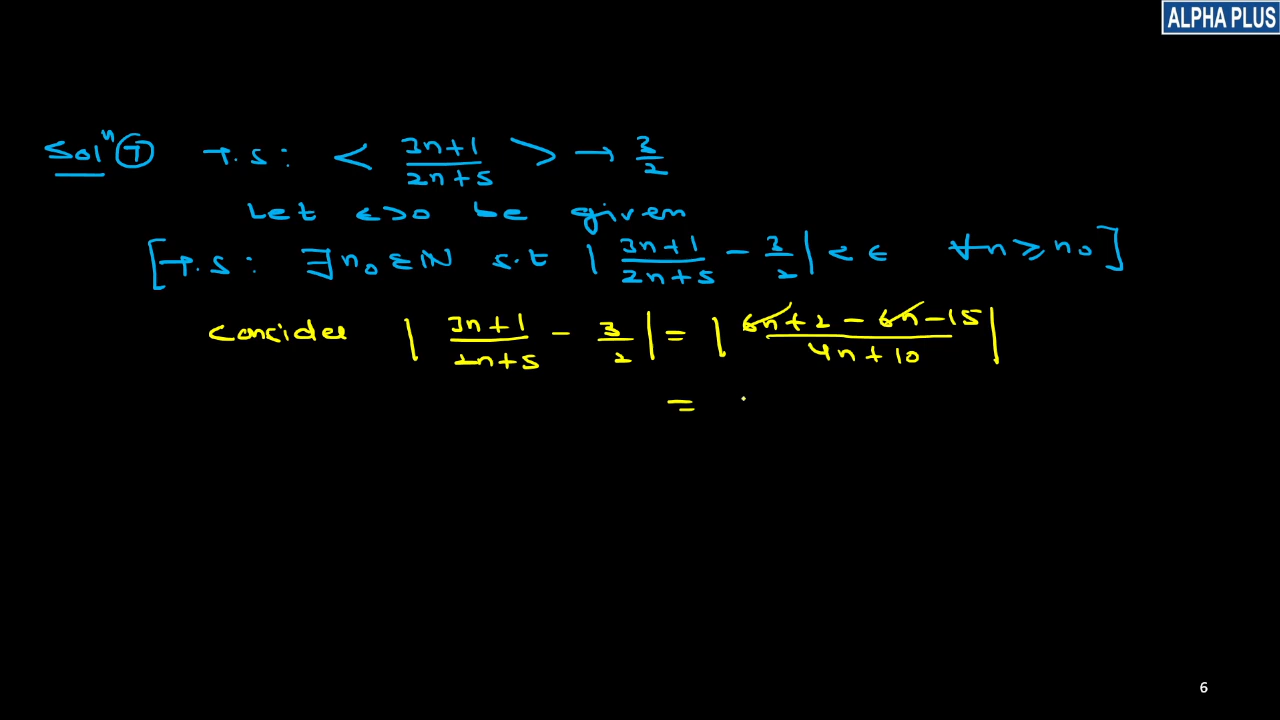 ALPHA PLUS
Solⁿ ⑦ T.S: < (3n+1)/(2n+5) > → 3/2
Let ϵ>0 be given
[T.S: ∃ n₀ ∈ ℕ s.t |(3n+1)/(2n+5) − 3/2| < ϵ ∀ n ≥ n₀]
Consider |(3n+1)/(2n+5) − 3/2| = |(6n+2 − 6n −15)/(4n+10)|
=
6